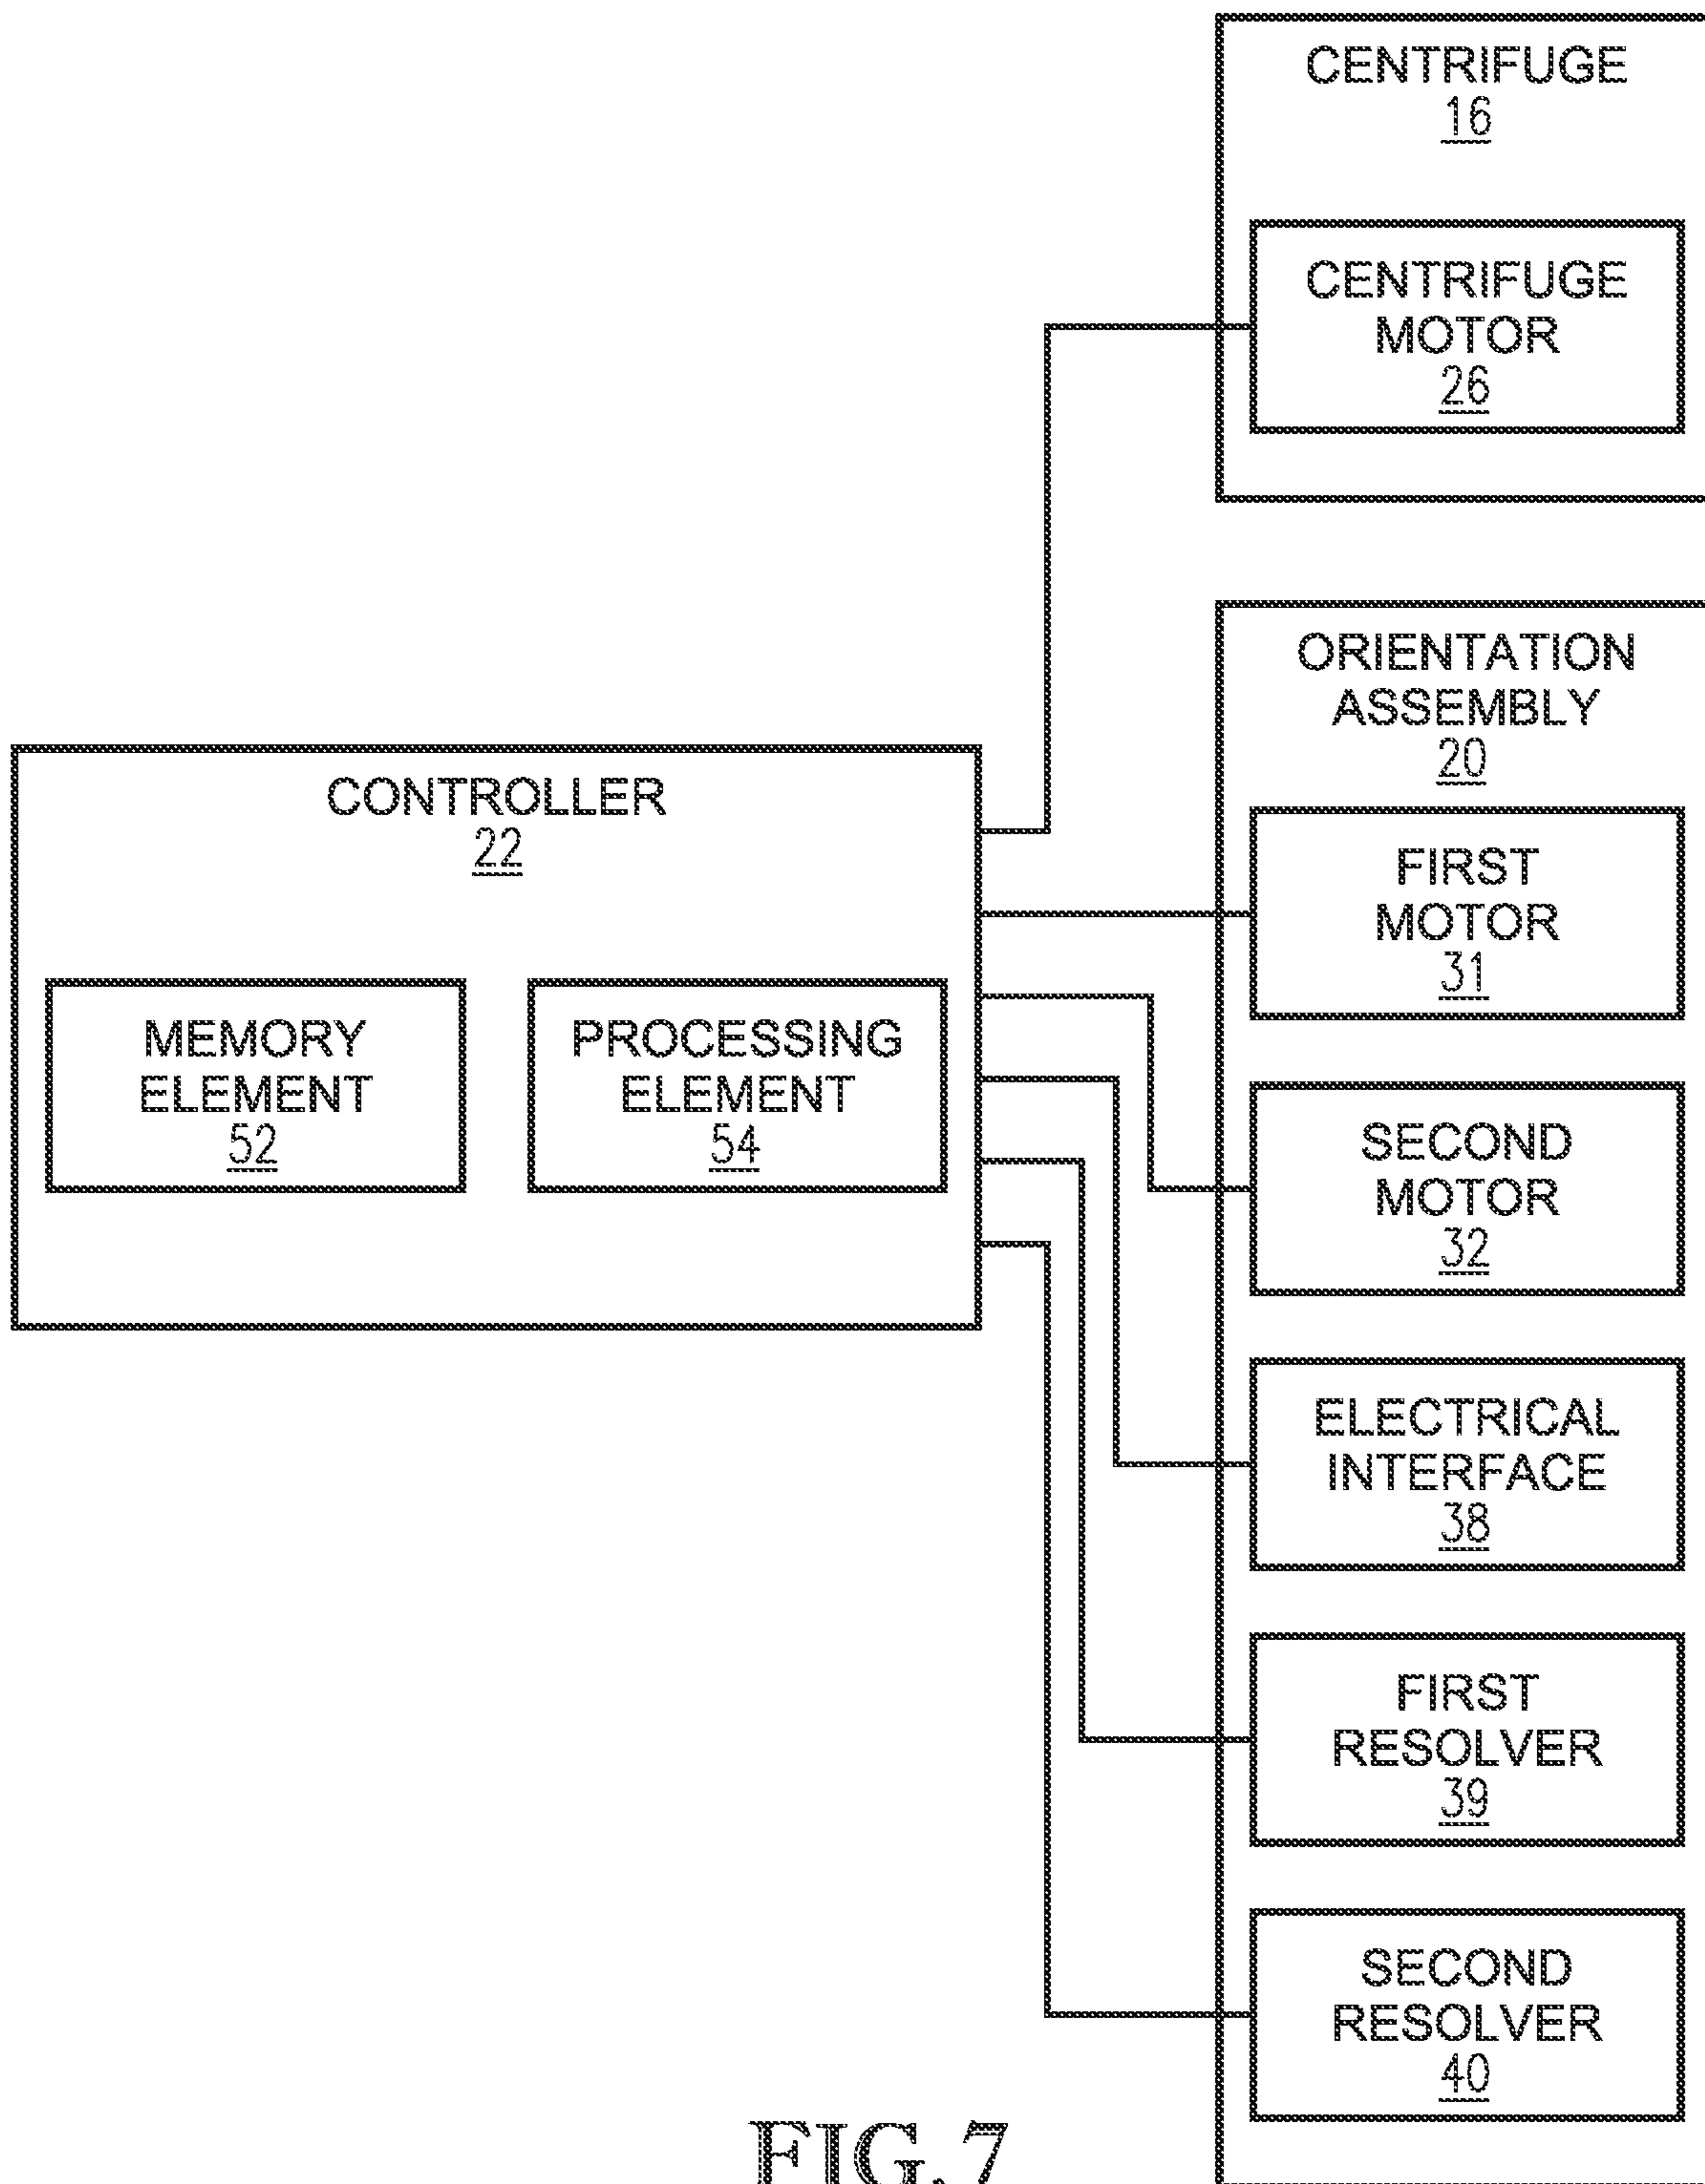 CENTRIFUGE
16
CENTRIFUGE
MOTOR
26
ORIENTATION
ASSEMBLY
20
CONTROLLER
22
FIRST
MOTOR
31
MEMORY
ELEMENT
52
PROCESSING
ELEMENT
54
SECOND
MOTOR
32
ELECTRICAL
INTERFACE
38
FIRST
RESOLVER
39
SECOND
RESOLVER
40
FIG. 7